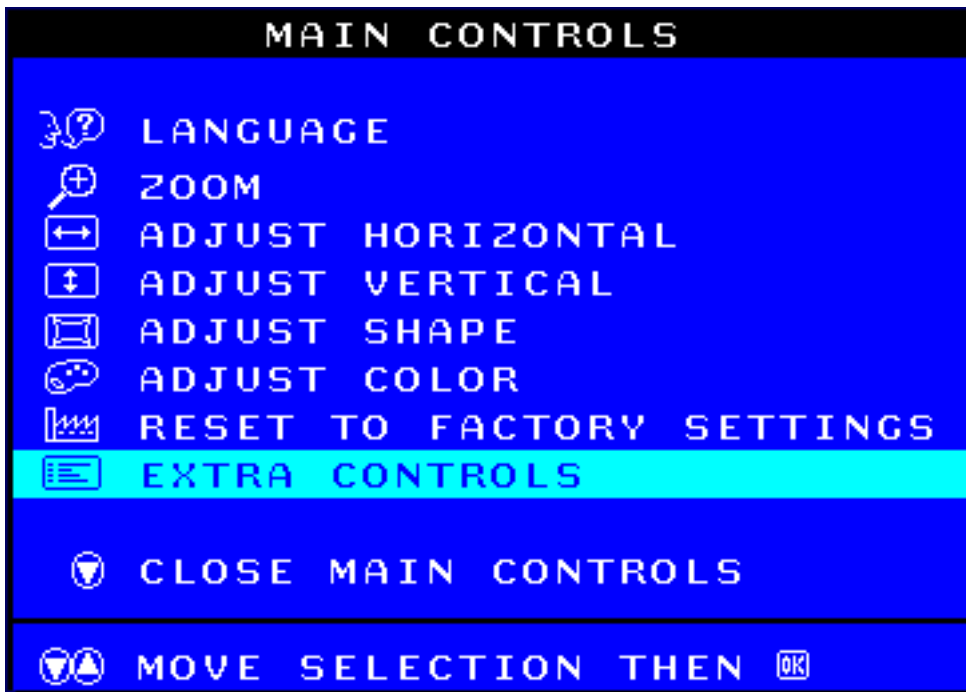 MAIN CONTROLS
LANGUAGE
ZOOM
ADJUST HORIZONTAL
ADJUST VERTICAL
ADJUST SHAPE
ADJUST COLOR
RESET TO FACTORY SETTINGS
EXTRA CONTROLS
CLOSE MAIN CONTROLS
MOVE SELECTION THEN OK